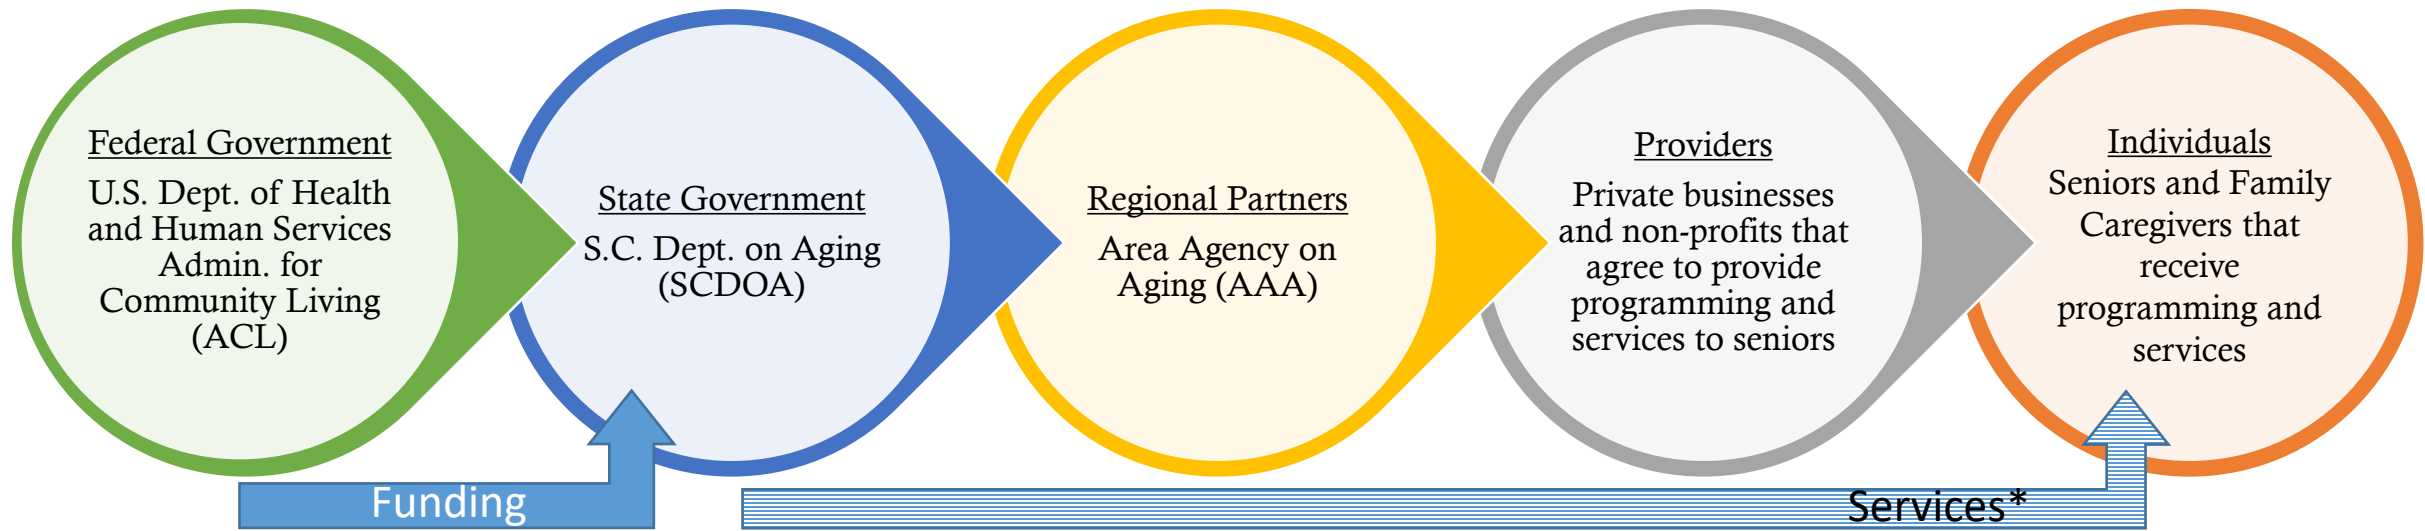 Federal Government
U.S. Dept. of Health
and Human Services
Admin. for
Community Living
(ACL)
State Government
S.C. Dept. on Aging
(SCDOA)
Regional Partners
Area Agency on
Aging (AAA)
Providers
Private businesses
and non-profits that
agree to provide
programming and
services to seniors
Individuals
Seniors and Family
Caregivers that
receive
programming and
services
Funding
Services*